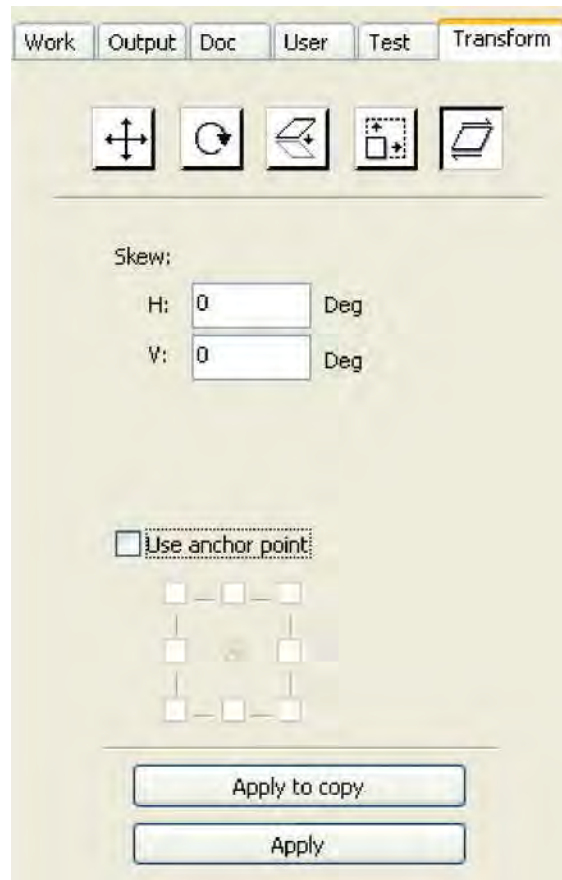 Work Output Doc User Test Transform
Skew:
H: 0 Deg
V: 0 Deg
Use anchor point
Apply to copy
Apply